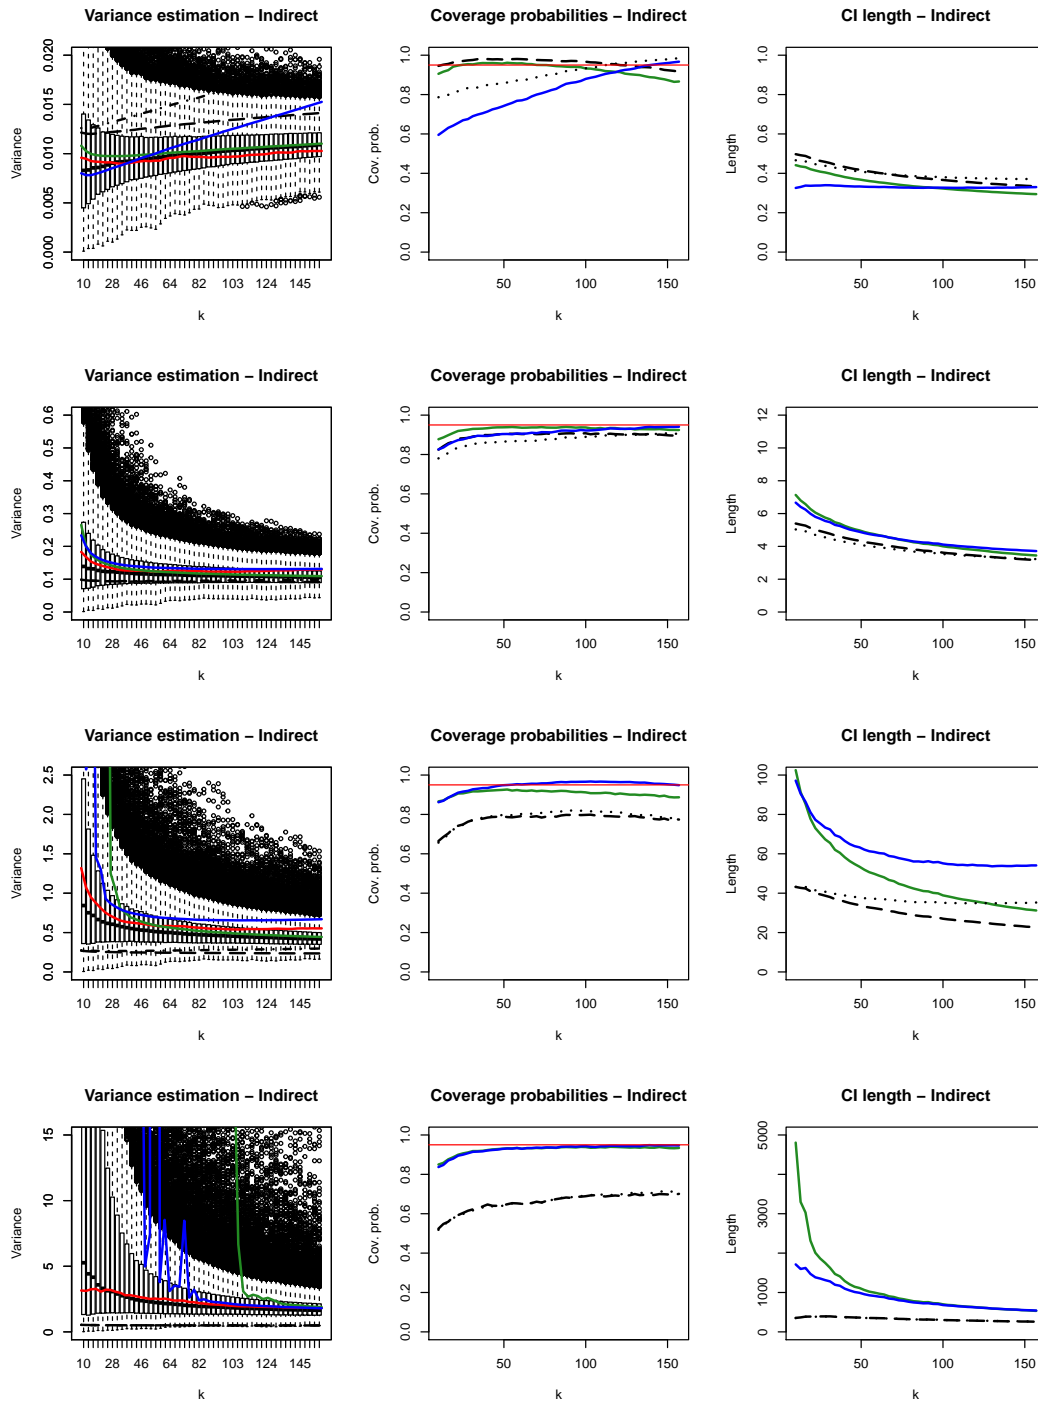 Variance estimation – Indirect
Coverage probabilities – Indirect
CI length – Indirect
Variance
0.000 0.005 0.010 0.015 0.020
10 28 46 64 82 103 124 145
k
Cov. prob.
0.0 0.2 0.4 0.6 0.8 1.0
50 100 150
k
Length
0.0 0.2 0.4 0.6 0.8 1.0
50 100 150
k
Variance estimation – Indirect
Coverage probabilities – Indirect
CI length – Indirect
Variance
0.0 0.1 0.2 0.3 0.4 0.5 0.6
10 28 46 64 82 103 124 145
k
Cov. prob.
0.0 0.2 0.4 0.6 0.8 1.0
50 100 150
k
Length
0 2 4 6 8 10 12
50 100 150
k
Variance estimation – Indirect
Coverage probabilities – Indirect
CI length – Indirect
Variance
0.0 0.5 1.0 1.5 2.0 2.5
10 28 46 64 82 103 124 145
k
Cov. prob.
0.0 0.2 0.4 0.6 0.8 1.0
50 100 150
k
Length
0 20 40 60 80 100
50 100 150
k
Variance estimation – Indirect
Coverage probabilities – Indirect
CI length – Indirect
Variance
0 5 10 15
10 28 46 64 82 103 124 145
k
Cov. prob.
0.0 0.2 0.4 0.6 0.8 1.0
50 100 150
k
Length
0 1000 3000 5000
50 100 150
k